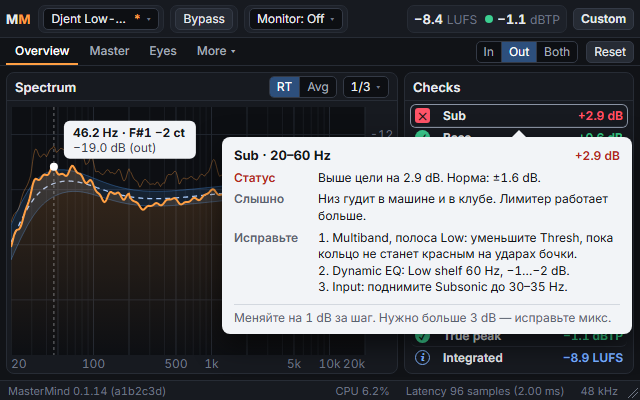 MM
Djent Low-... *
Bypass
Monitor: Off
−8.4 LUFS
−1.1 dBTP
Custom
Overview
Master
Eyes
More
In
Out
Both
Reset
Spectrum
RT
Avg
1/3
Checks
Sub
+2.9 dB
46.2 Hz · F#1 −2 ct
−19.0 dB (out)
-12
Sub · 20–60 Hz
+2.9 dB
Статус
Выше цели на 2.9 dB. Норма: ±1.6 dB.
Слышно
Низ гудит в машине и в клубе. Лимитер работает
больше.
Исправьте
1. Multiband, полоса Low: уменьшите Thresh, пока
кольцо не станет красным на ударах бочки.
2. Dynamic EQ: Low shelf 60 Hz, −1…−2 dB.
3. Input: поднимите Subsonic до 30–35 Hz.
Меняйте на 1 dB за шаг. Нужно больше 3 dB — исправьте микс.
True peak
−1.1 dBTP
Integrated
−8.9 LUFS
20
100
500
1k
5k
10k
20k
MasterMind 0.1.14 (a1b2c3d)
CPU 6.2%
Latency 96 samples (2.00 ms)
48 kHz